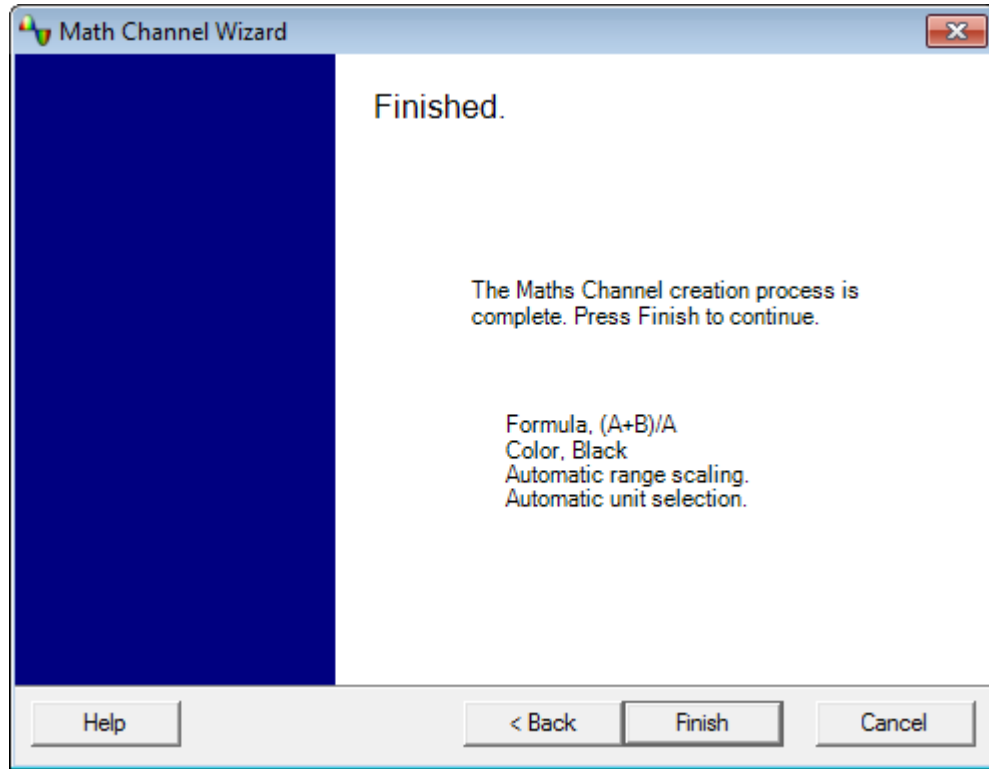 Math Channel Wizard
Finished.
The Maths Channel creation process is
complete. Press Finish to continue.
Formula, (A+B)/A
Color, Black
Automatic range scaling.
Automatic unit selection.
Help
< Back
Finish
Cancel